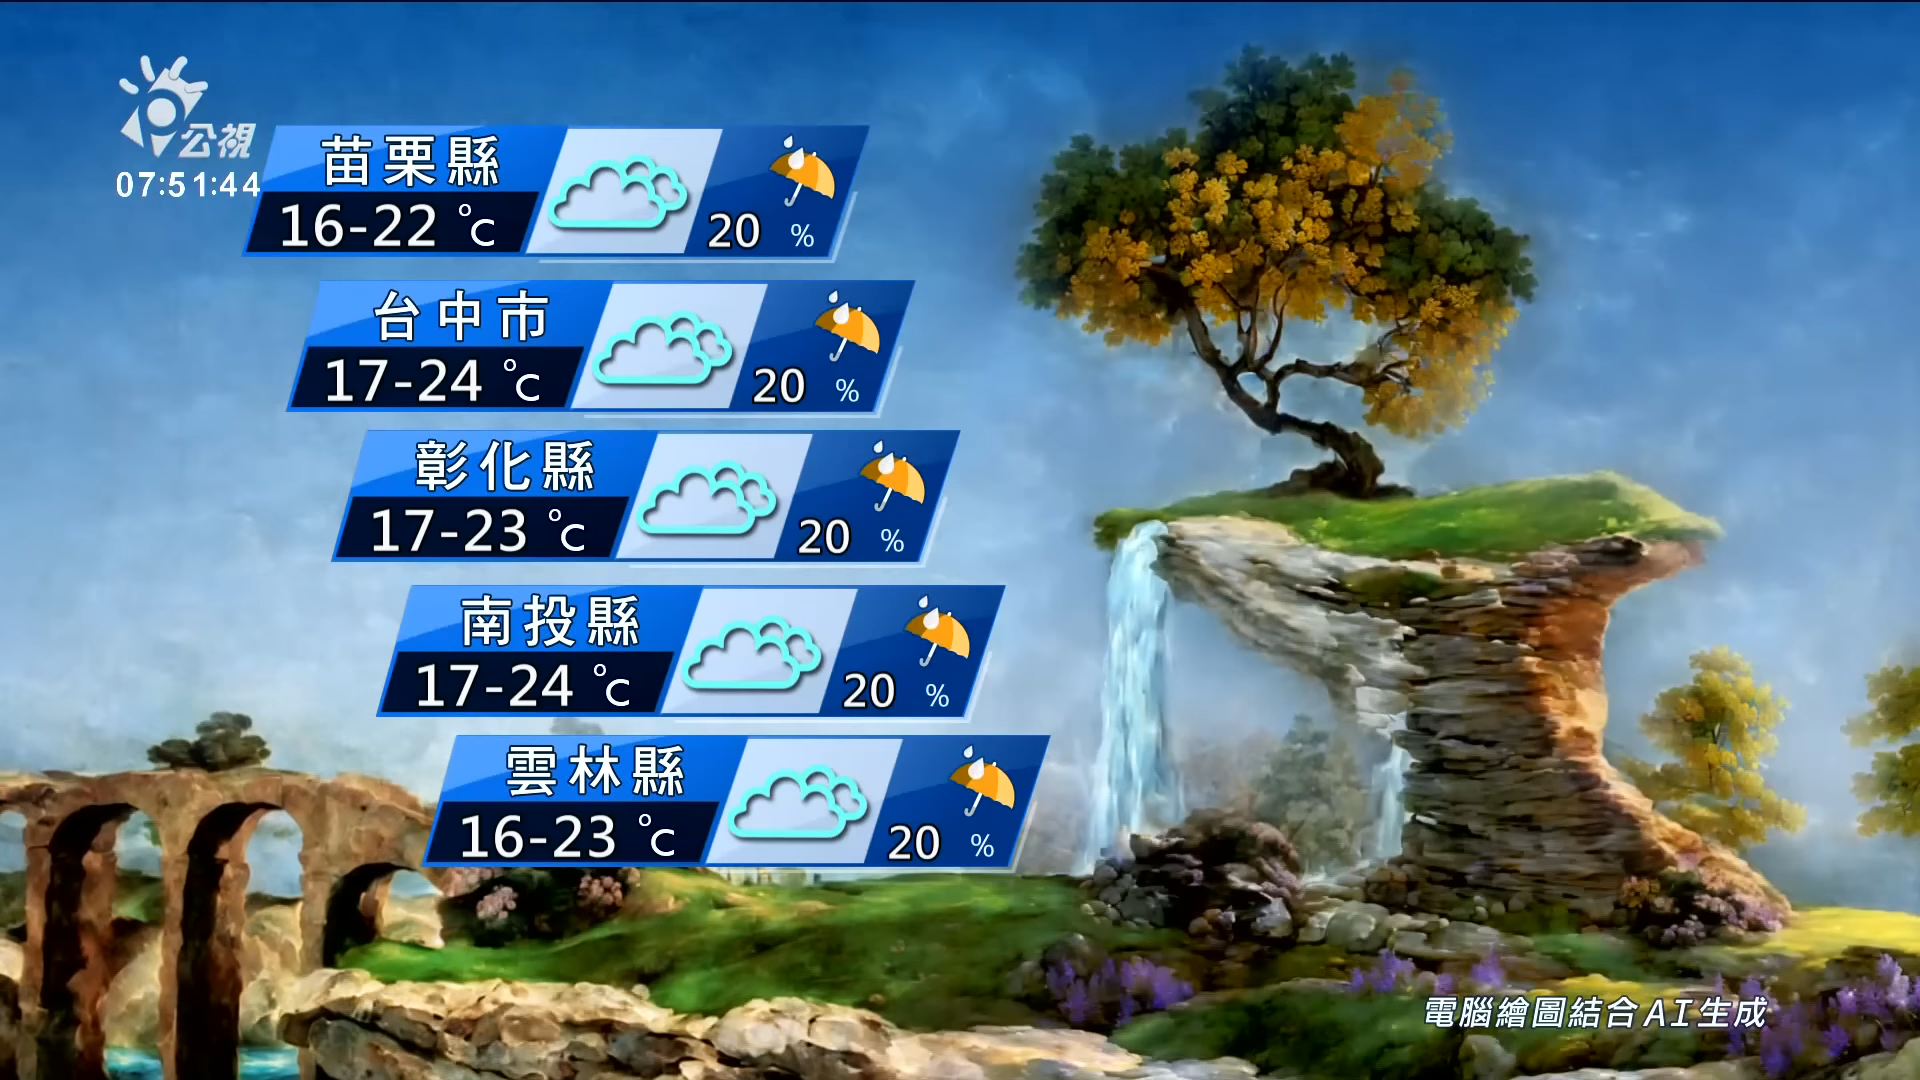 公視
07:51:44
苗栗縣
16-22 °C
20 %
台中市
17-24 °C
20 %
彰化縣
17-23 °C
20 %
南投縣
17-24 °C
20 %
雲林縣
16-23 °C
20 %
電腦繪圖結合AI生成